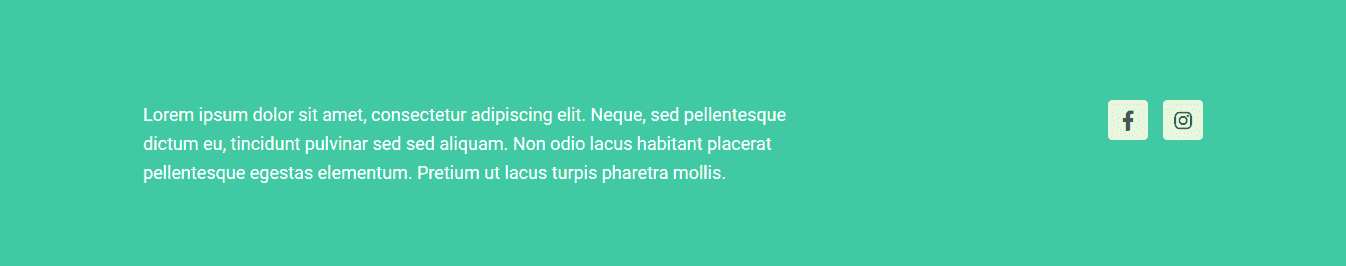 Lorem ipsum dolor sit amet, consectetur adipiscing elit. Neque, sed pellentesque
dictum eu, tincidunt pulvinar sed sed aliquam. Non odio lacus habitant placerat
pellentesque egestas elementum. Pretium ut lacus turpis pharetra mollis.